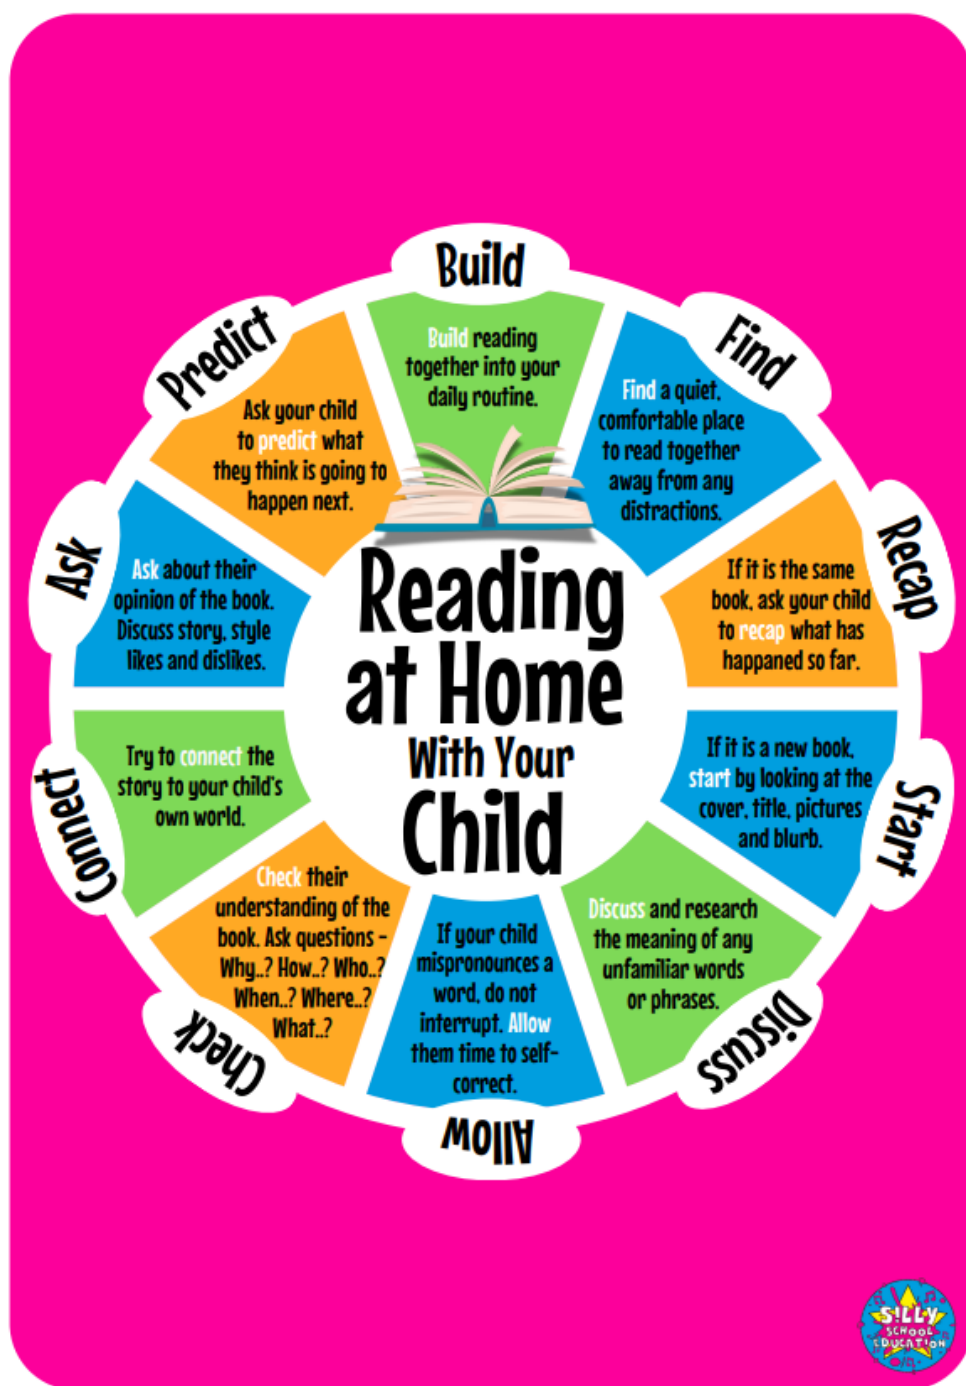 Build
Build reading
together into your
daily routine.
Find
Find a quiet,
comfortable place
to read together
away from any
distractions.
Recap
If it is the same
book, ask your child
to recap what has
happaned so far.
Start
If it is a new book,
start by looking at the
cover, title, pictures
and blurb.
Discuss
Discuss and research
the meaning of any
unfamiliar words
or phrases.
Allow
If your child
mispronounces a
word, do not
interrupt. Allow
them time to self-
correct.
Check
Check their
understanding of the
book. Ask questions -
Why..? How..? Who..?
When..? Where..?
What..?
Connect
Try to connect the
story to your child's
own world.
Ask
Ask about their
opinion of the book.
Discuss story, style
likes and dislikes.
Predict
Ask your child
to predict what
they think is going to
happen next.
Reading
at Home
With Your
Child
S!LLY
SCHOOL
EDUCATION